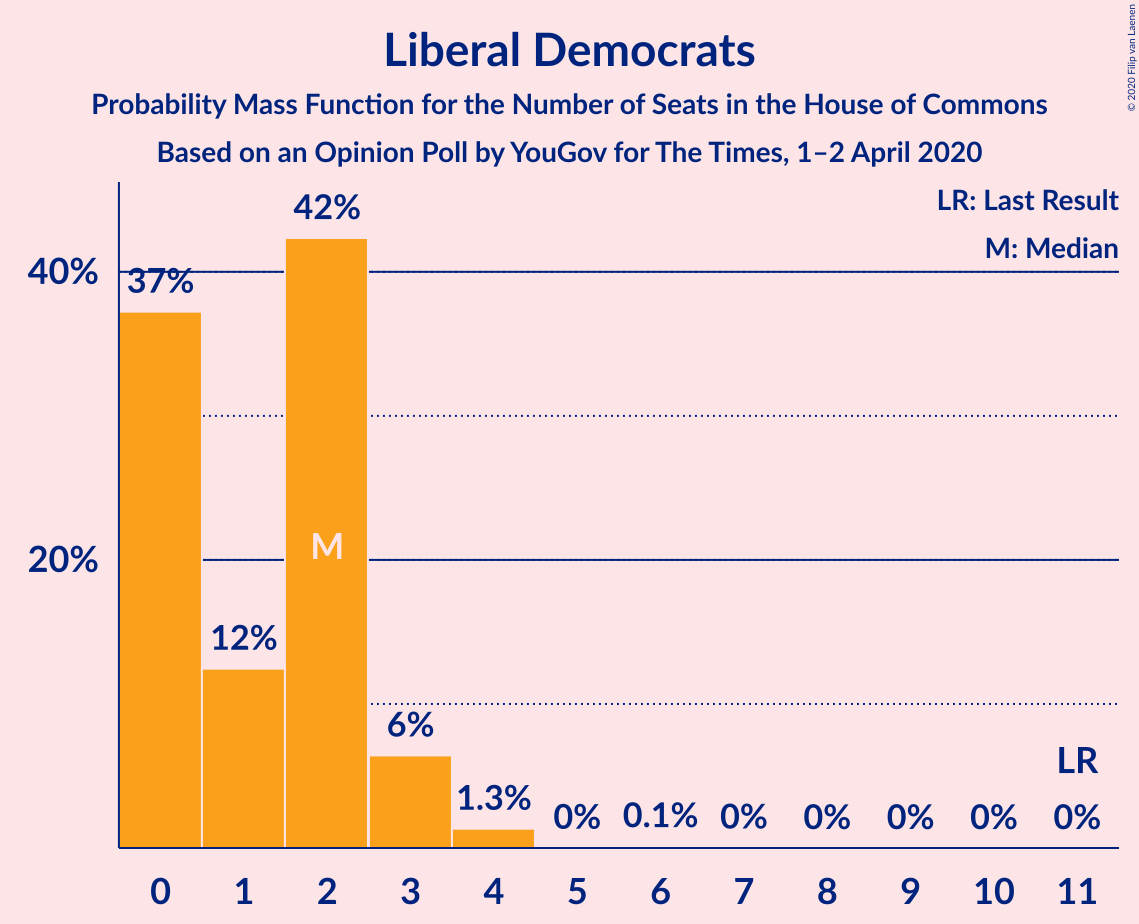 Liberal Democrats
Probability Mass Function for the Number of Seats in the House of Commons
Based on an Opinion Poll by YouGov for The Times, 1–2 April 2020
© 2020 Filip van Laenen
LR: Last Result
M: Median
40%
20%
37%
12%
42%
M
6%
1.3%
0%
0.1%
0%
0%
0%
0%
LR
0%
0 1 2 3 4 5 6 7 8 9 10 11